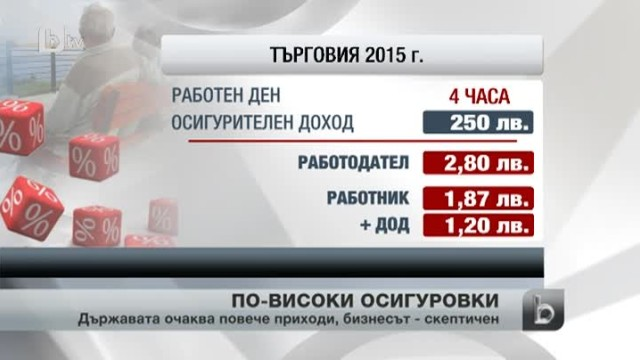 btv
ТЪРГОВИЯ 2015 г.
РАБОТЕН ДЕН 4 ЧАСА
ОСИГУРИТЕЛЕН ДОХОД 250 лв.
РАБОТОДАТЕЛ 2,80 лв.
РАБОТНИК 1,87 лв.
+ ДОД 1,20 лв.
ПО-ВИСОКИ ОСИГУРОВКИ
Държавата очаква повече приходи, бизнесът - скептичен
b